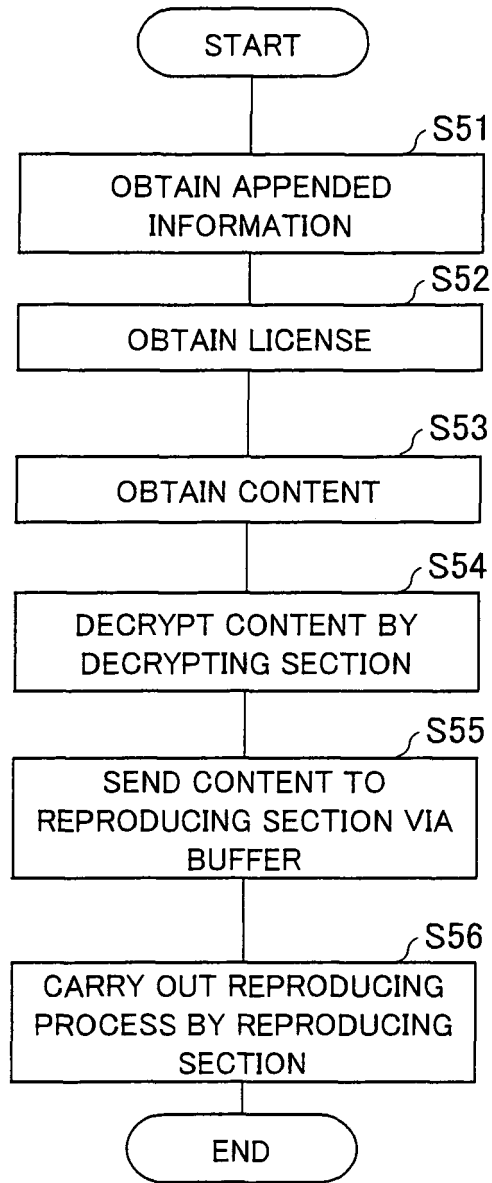 START
S51
OBTAIN APPENDED
INFORMATION
S52
OBTAIN LICENSE
S53
OBTAIN CONTENT
S54
DECRYPT CONTENT BY
DECRYPTING SECTION
S55
SEND CONTENT TO
REPRODUCING SECTION VIA
BUFFER
S56
CARRY OUT REPRODUCING
PROCESS BY REPRODUCING
SECTION
END